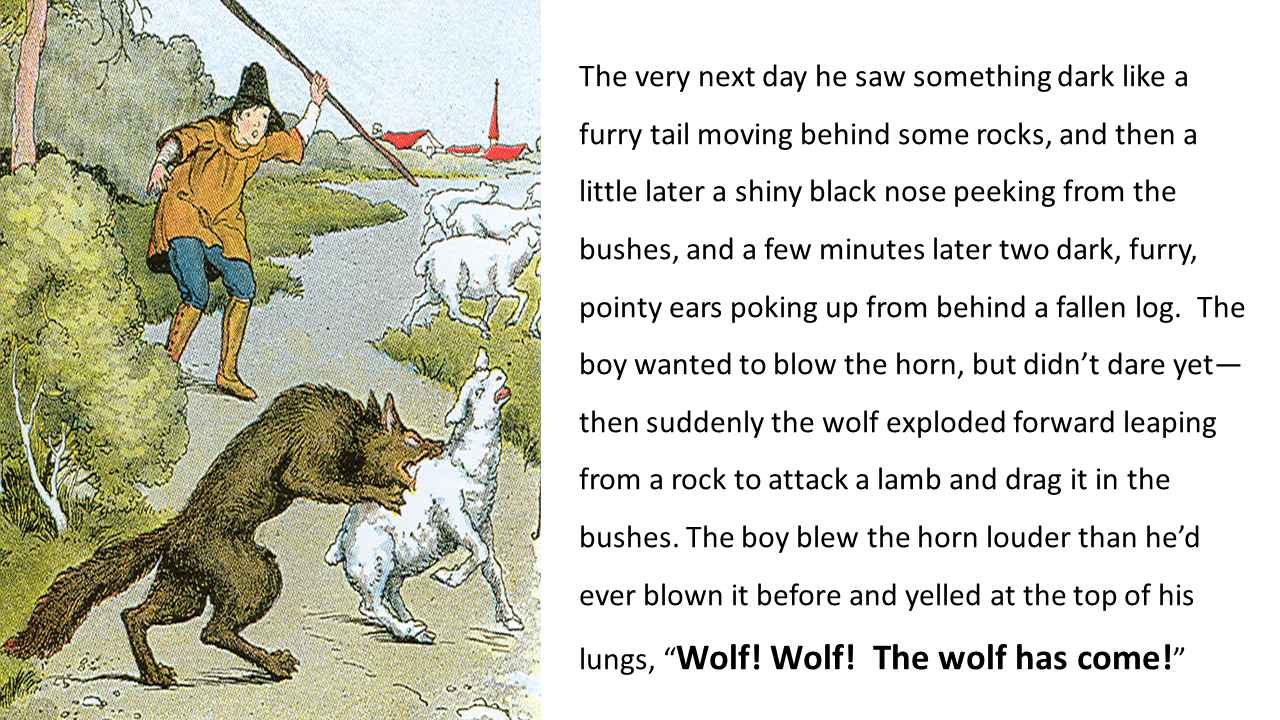 The very next day he saw something dark like a
furry tail moving behind some rocks, and then a
little later a shiny black nose peeking from the
bushes, and a few minutes later two dark, furry,
pointy ears poking up from behind a fallen log.  The
boy wanted to blow the horn, but didn’t dare yet—
then suddenly the wolf exploded forward leaping
from a rock to attack a lamb and drag it in the
bushes. The boy blew the horn louder than he’d
ever blown it before and yelled at the top of his
lungs, “Wolf! Wolf!  The wolf has come!”